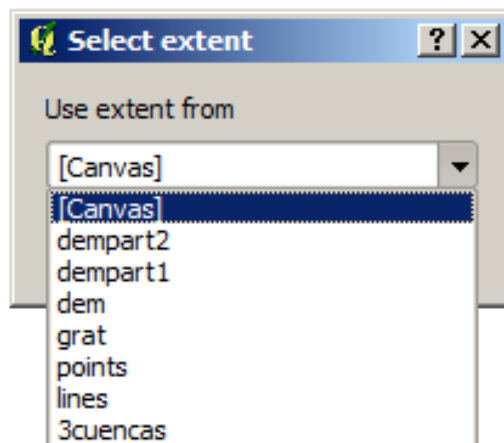 Select extent
Use extent from
[Canvas]
[Canvas]
dempart2
dempart1
dem
grat
points
lines
3cuencas